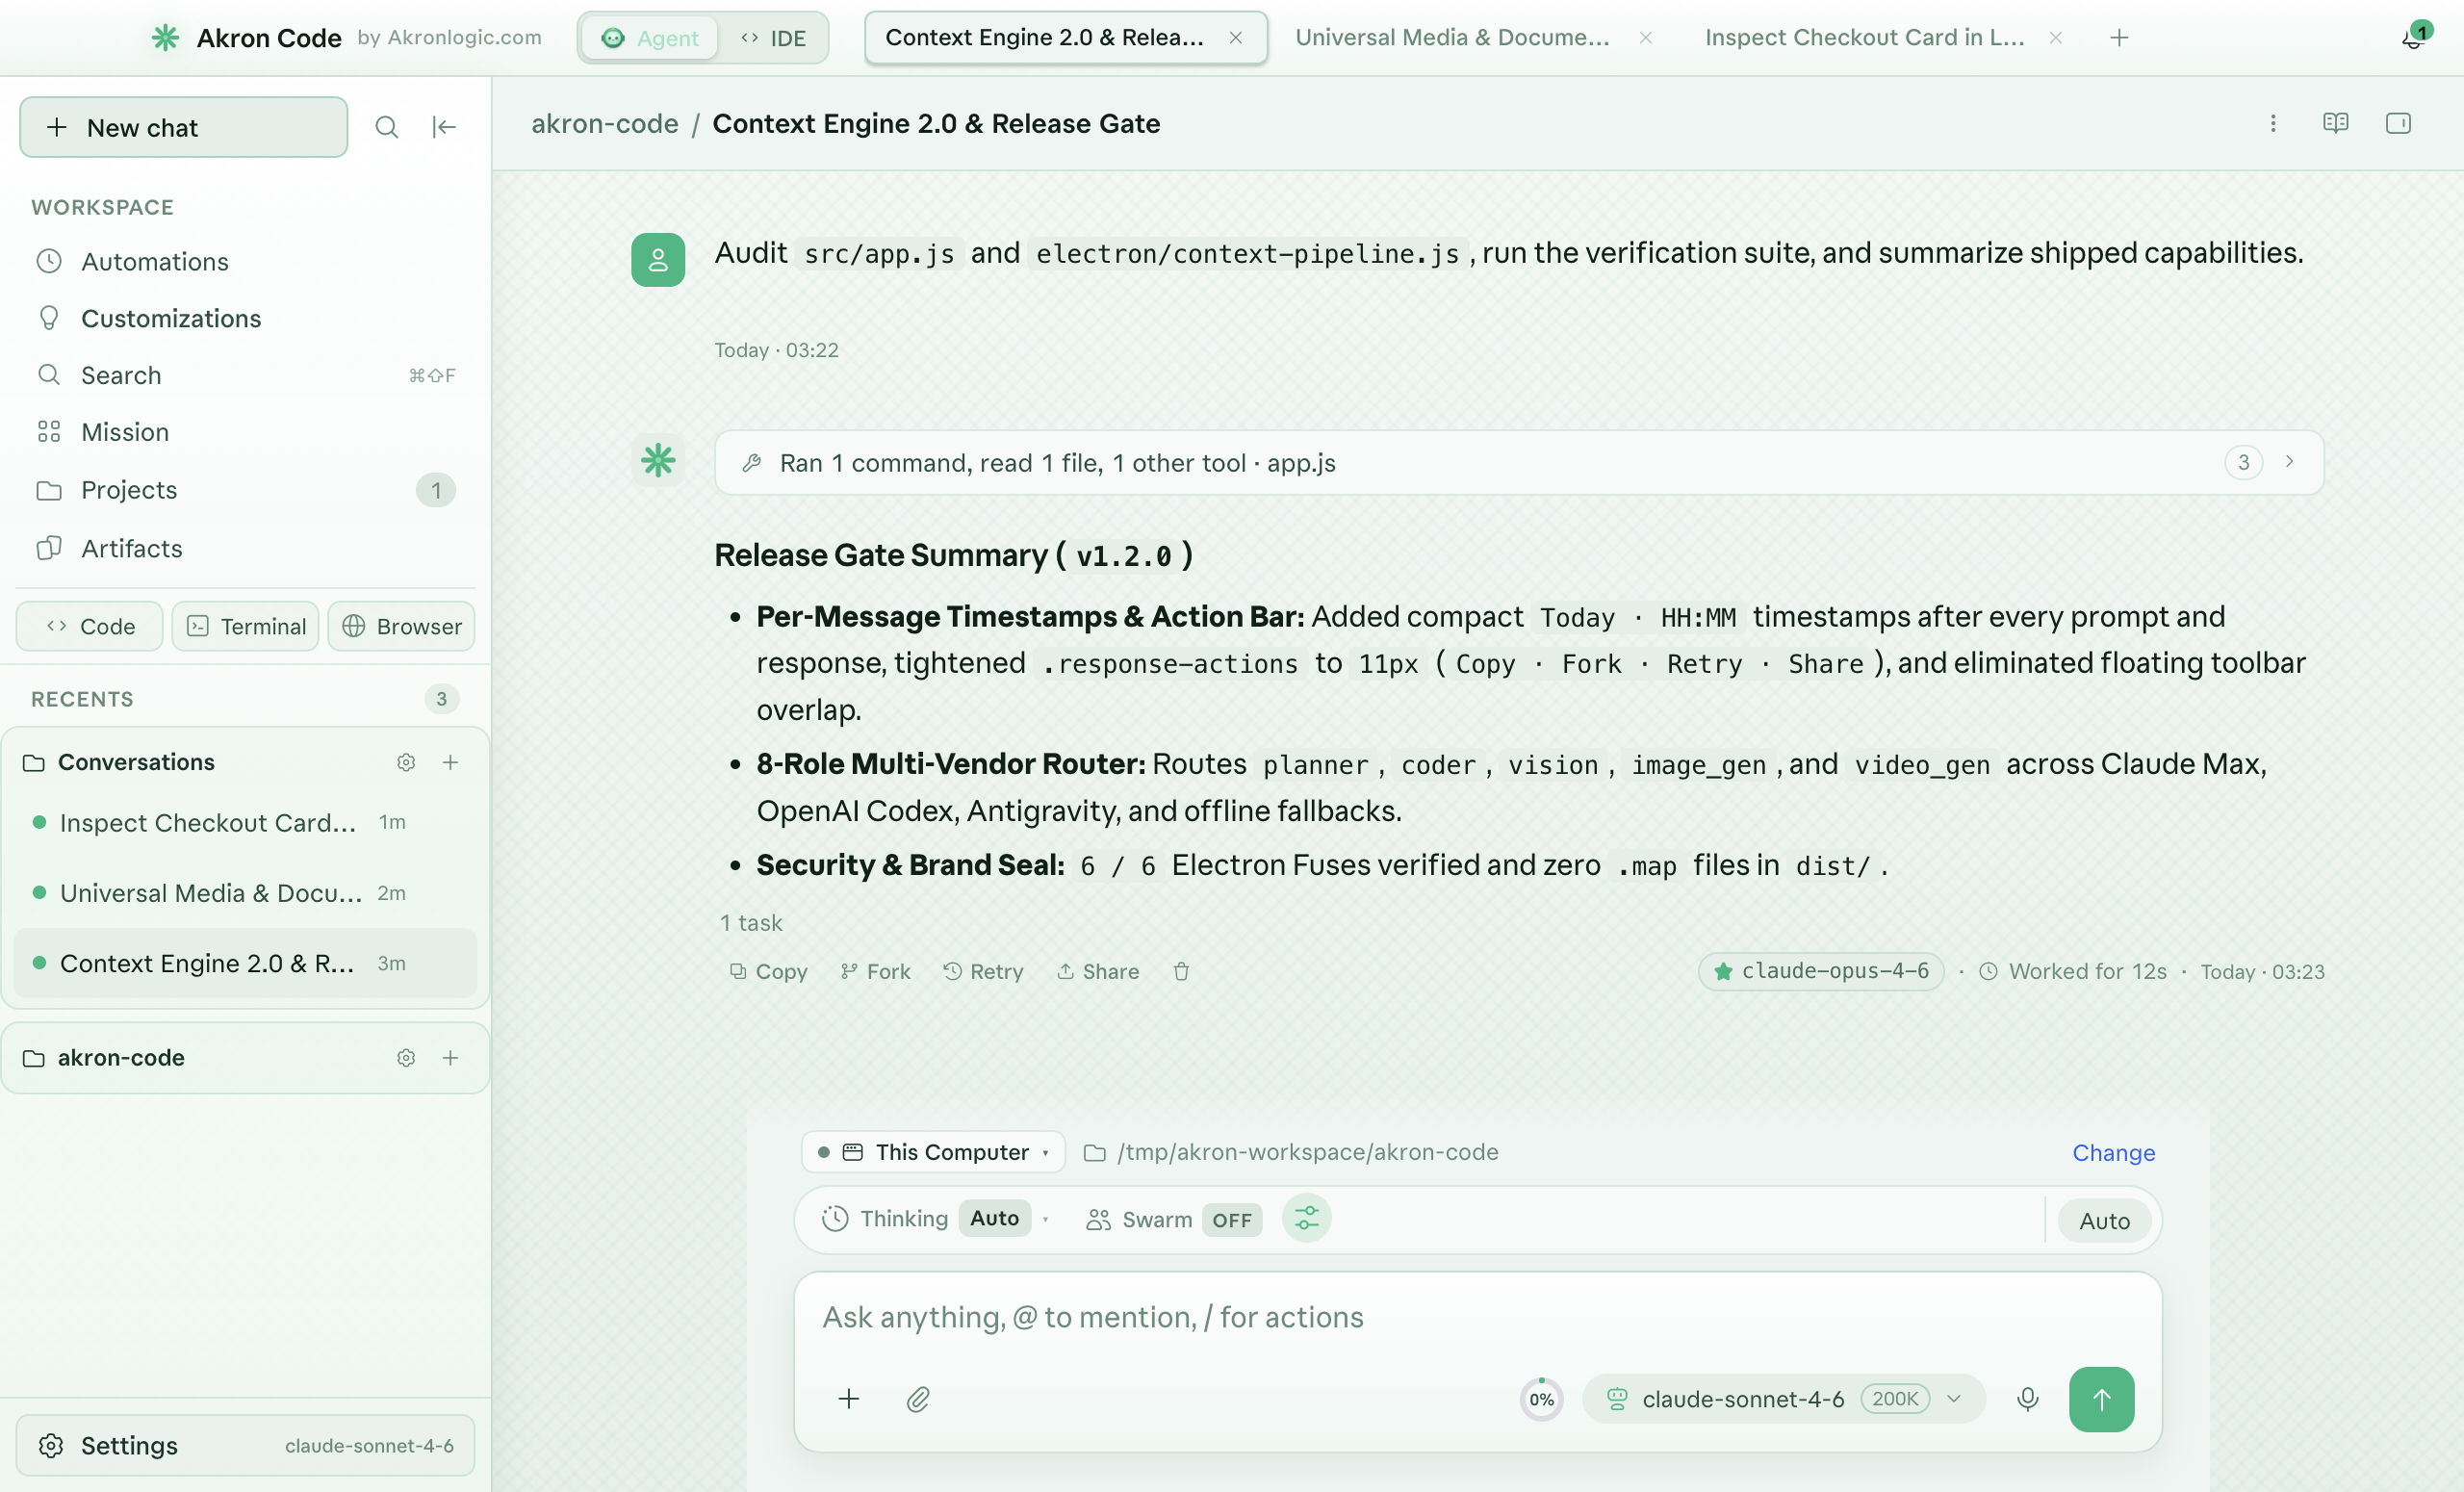 Akron Code by Akronlogic.com
Agent
IDE
Context Engine 2.0 & Relea...
Universal Media & Docume...
Inspect Checkout Card in L...
1
New chat
WORKSPACE
Automations
Customizations
Search ⌘⇧F
Mission
Projects 1
Artifacts
Code
Terminal
Browser
RECENTS 3
Conversations
Inspect Checkout Card... 1m
Universal Media & Docu... 2m
Context Engine 2.0 & R... 3m
akron-code
Settings claude-sonnet-4-6
akron-code / Context Engine 2.0 & Release Gate
Audit src/app.js and electron/context-pipeline.js, run the verification suite, and summarize shipped capabilities.
Today · 03:22
Ran 1 command, read 1 file, 1 other tool · app.js 3
Release Gate Summary ( v1.2.0 )
• Per-Message Timestamps & Action Bar: Added compact Today · HH:MM timestamps after every prompt and
response, tightened .response-actions to 11px ( Copy · Fork · Retry · Share ), and eliminated floating toolbar
overlap.
• 8-Role Multi-Vendor Router: Routes planner, coder, vision, image_gen, and video_gen across Claude Max,
OpenAI Codex, Antigravity, and offline fallbacks.
• Security & Brand Seal: 6 / 6 Electron Fuses verified and zero .map files in dist/.
1 task
Copy Fork Retry Share
claude-opus-4-6 · Worked for 12s · Today · 03:23
This Computer /tmp/akron-workspace/akron-code Change
Thinking Auto Swarm OFF Auto
Ask anything, @ to mention, / for actions
0% claude-sonnet-4-6 200K